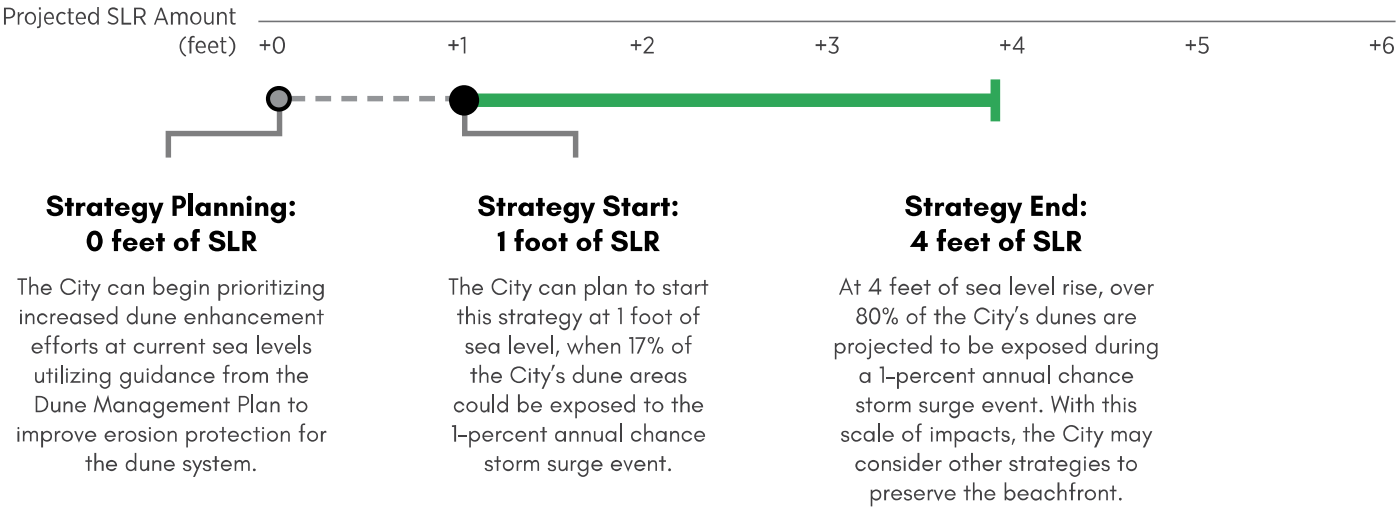 Projected SLR Amount
(feet) +0 +1 +2 +3 +4 +5 +6
Strategy Planning:
0 feet of SLR
The City can begin prioritizing
increased dune enhancement
efforts at current sea levels
utilizing guidance from the
Dune Management Plan to
improve erosion protection for
the dune system.
Strategy Start:
1 foot of SLR
The City can plan to start
this strategy at 1 foot of
sea level, when 17% of
the City's dune areas
could be exposed to the
1-percent annual chance
storm surge event.
Strategy End:
4 feet of SLR
At 4 feet of sea level rise, over
80% of the City's dunes are
projected to be exposed during
a 1-percent annual chance
storm surge event. With this
scale of impacts, the City may
consider other strategies to
preserve the beachfront.